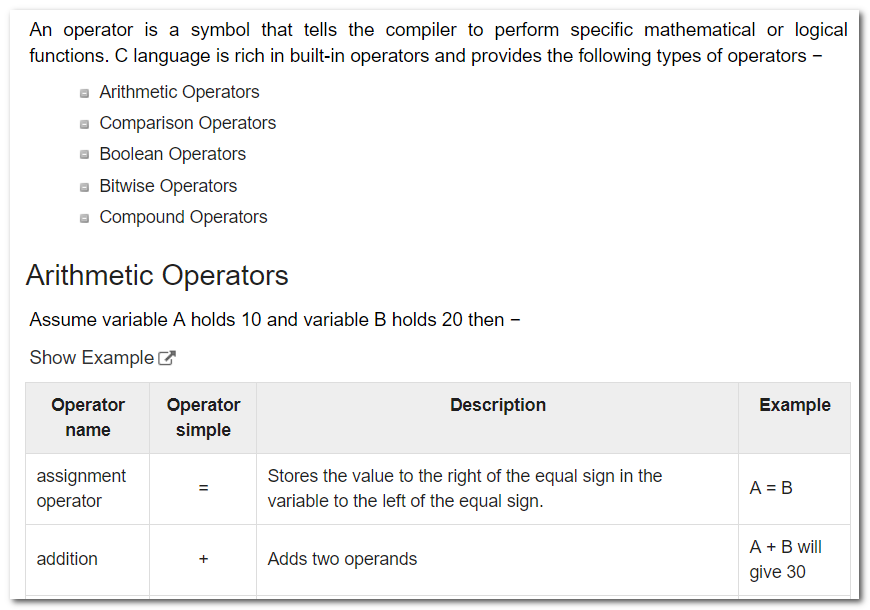 An operator is a symbol that tells the compiler to perform specific mathematical or logical
functions. C language is rich in built-in operators and provides the following types of operators −
Arithmetic Operators
Comparison Operators
Boolean Operators
Bitwise Operators
Compound Operators
Arithmetic Operators
Assume variable A holds 10 and variable B holds 20 then −
Show Example
Operator name
Operator simple
Description
Example
assignment operator
=
Stores the value to the right of the equal sign in the
variable to the left of the equal sign.
A = B
addition
+
Adds two operands
A + B will
give 30